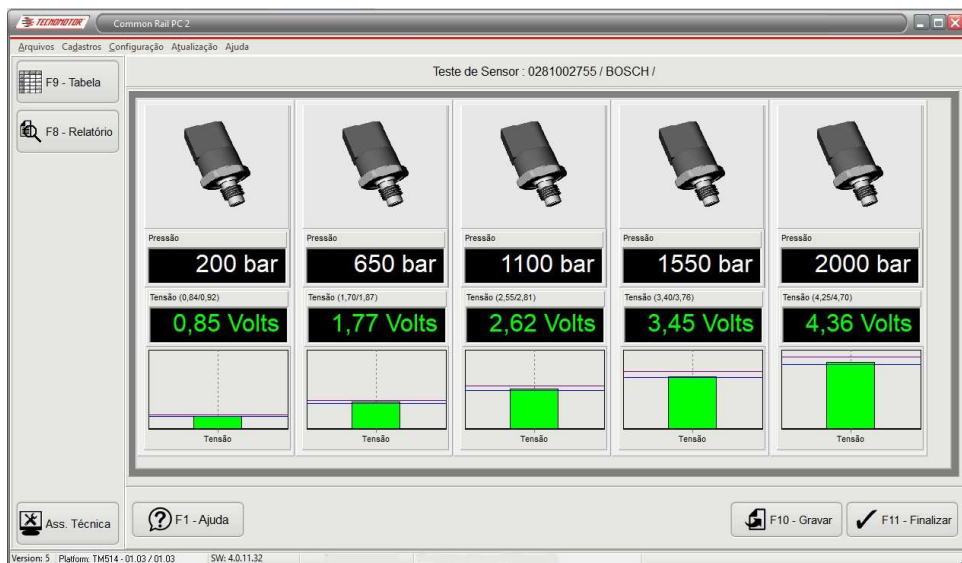 TECNOMOTOR
Common Rail PC 2
Arquivos Cadastros Configuração Atualização Ajuda
F9 - Tabela
F8 - Relatório
Teste de Sensor : 0281002755 / BOSCH /
Pressão Pressão Pressão Pressão Pressão
200 bar 650 bar 1100 bar 1550 bar 2000 bar
Tensão (0,84/0,92) Tensão (1,70/1,87) Tensão (2,55/2,81) Tensão (3,40/3,76) Tensão (4,25/4,70)
0,85 Volts 1,77 Volts 2,62 Volts 3,45 Volts 4,36 Volts
Tensão Tensão Tensão Tensão Tensão
Ass. Técnica
F1 - Ajuda
F10 - Gravar
F11 - Finalizar
Version: 5 Platform: TM514 - 01.03 / 01.03 SW: 4.0.11.32